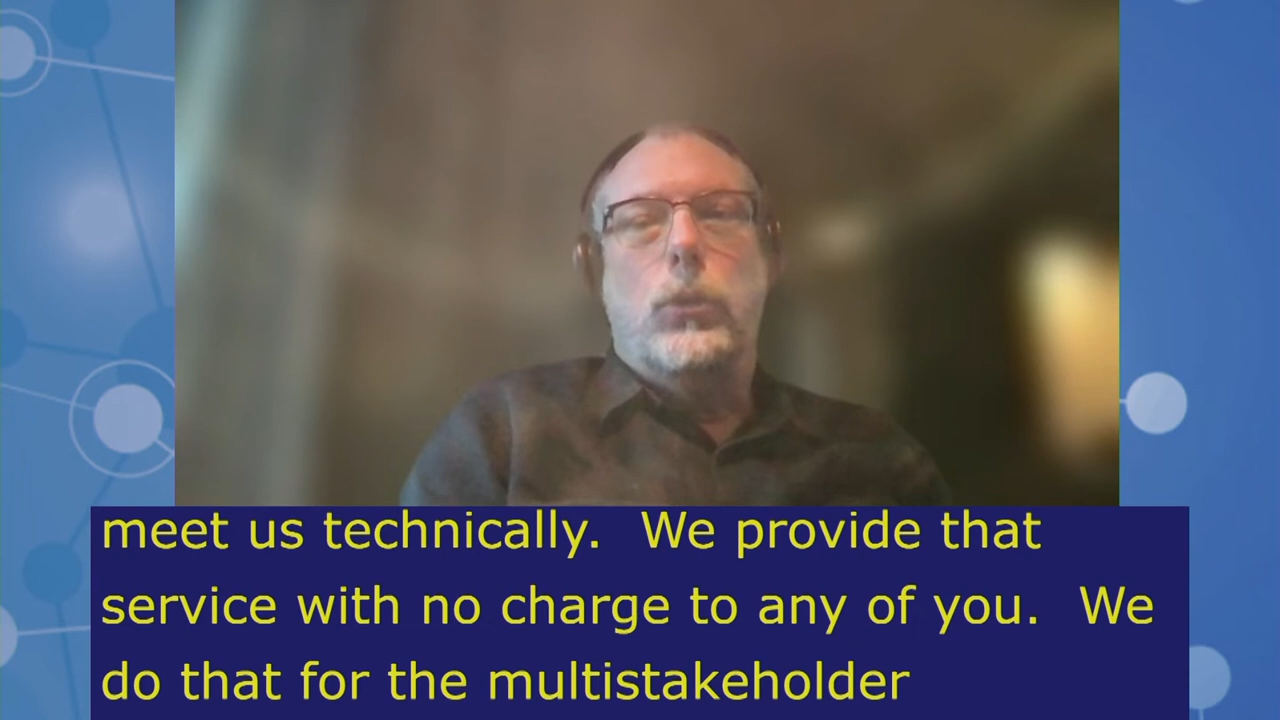 meet us technically.  We provide that
service with no charge to any of you.  We
do that for the multistakeholder